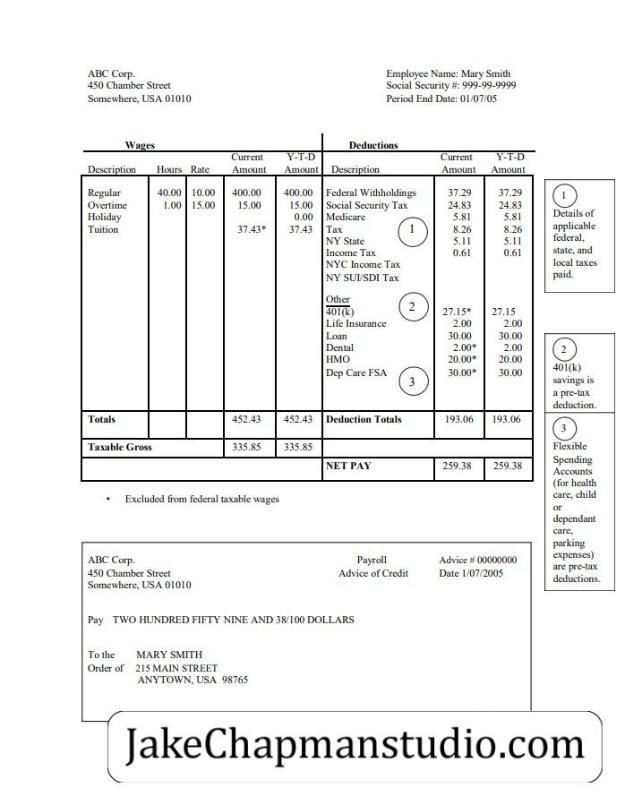 ABC Corp.
450 Chamber Street
Somewhere, USA 01010
Employee Name: Mary Smith
Social Security #: 999-99-9999
Period End Date: 01/07/05
Wages Deductions
Current Y-T-D Current Y-T-D
Description Hours Rate Amount Amount Description Amount Amount
Regular 40.00 10.00 400.00 400.00 Federal Withholdings 37.29 37.29
Overtime 1.00 15.00 15.00 15.00 Social Security Tax 24.83 24.83
Holiday 0.00 Medicare 5.81 5.81
Tuition 37.43* 37.43 Tax 8.26 8.26
NY State 5.11 5.11
Income Tax 0.61 0.61
NYC Income Tax
NY SUI/SDI Tax
1
Other
401(k) 27.15* 27.15
Life Insurance 2.00 2.00
Loan 30.00 30.00
Dental 2.00* 2.00
HMO 20.00* 20.00
Dep Care FSA 30.00* 30.00
2
3
Totals 452.43 452.43 Deduction Totals 193.06 193.06
Taxable Gross 335.85 335.85
NET PAY 259.38 259.38
1
Details of
applicable
federal,
state, and
local taxes
paid.
2
401(k)
savings is
a pre-tax
deduction.
3
Flexible
Spending
Accounts
(for health
care, child
or
dependant
care,
parking
expenses)
are pre-tax
deductions.
• Excluded from federal taxable wages
ABC Corp. Payroll Advice # 00000000
450 Chamber Street Advice of Credit Date 1/07/2005
Somewhere, USA 01010
Pay TWO HUNDRED FIFTY NINE AND 38/100 DOLLARS
To the MARY SMITH
Order of 215 MAIN STREET
ANYTOWN, USA 98765
JakeChapmanstudio.com